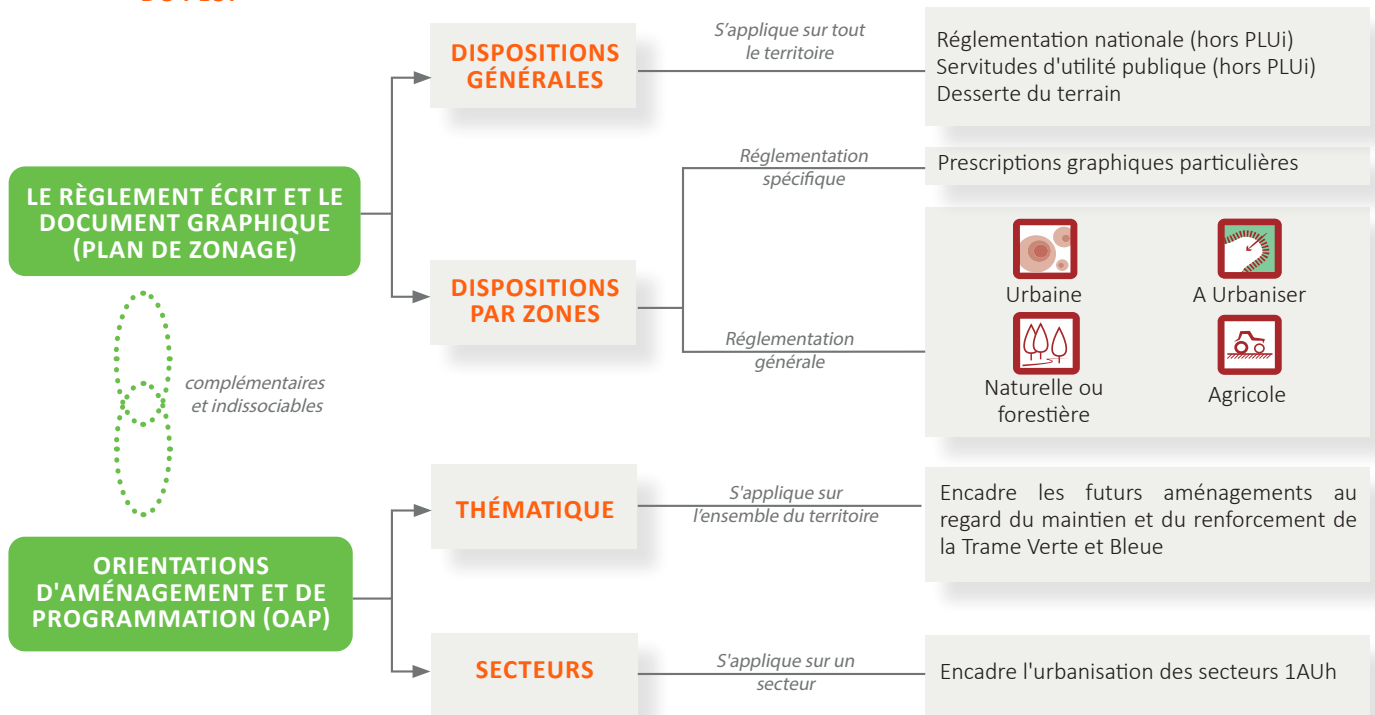 DU PLUi
DISPOSITIONS
GÉNÉRALES
S'applique sur tout
le territoire
Réglementation nationale (hors PLUi)
Servitudes d'utilité publique (hors PLUi)
Desserte du terrain
LE RÈGLEMENT ÉCRIT ET LE
DOCUMENT GRAPHIQUE
(PLAN DE ZONAGE)
DISPOSITIONS
PAR ZONES
Réglementation
spécifique
Prescriptions graphiques particulières
Réglementation
générale
Urbaine
A Urbaniser
Naturelle ou
forestière
Agricole
complémentaires
et indissociables
ORIENTATIONS
D'AMÉNAGEMENT ET DE
PROGRAMMATION (OAP)
THÉMATIQUE
S'applique sur
l'ensemble du territoire
Encadre les futurs aménagements au
regard du maintien et du renforcement de
la Trame Verte et Bleue
SECTEURS
S'applique sur un
secteur
Encadre l'urbanisation des secteurs 1AUh